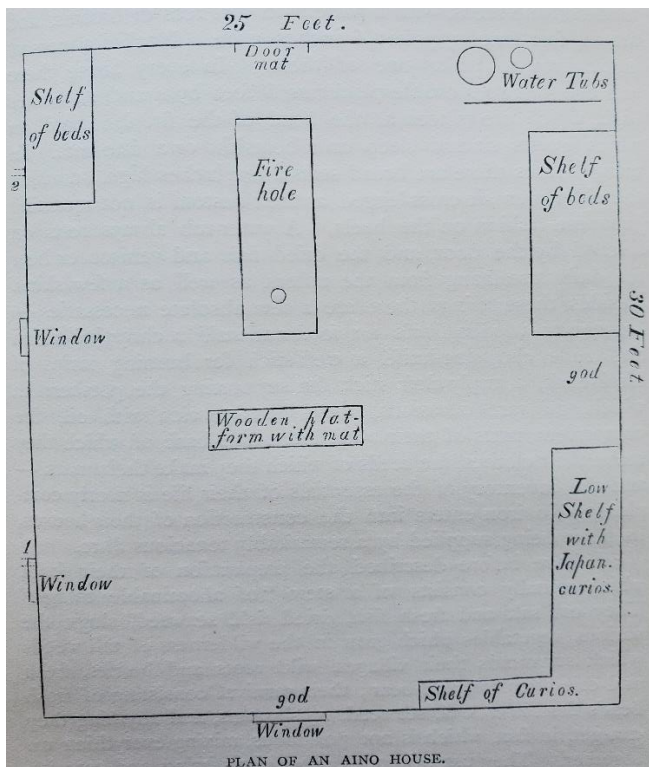 25 Feet.
Door
mat
Water Tubs
Shelf
of beds
2
Fire
hole
Shelf
of beds
30 Feet.
Window
god
Wooden plat-
form with mat
Low
Shelf
with
Japan.
curios.
1
Window
god
Shelf of Curios.
Window
PLAN OF AN AINO HOUSE.